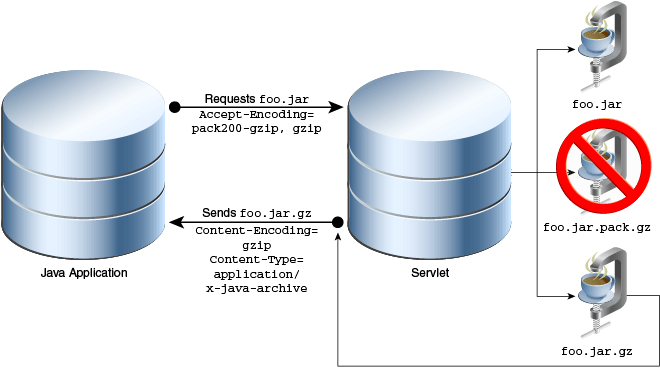 Requests foo.jar
Accept-Encoding=
pack200-gzip, gzip
Sends foo.jar.gz
Content-Encoding=
gzip
Content-Type=
application/
x-java-archive
Java Application
Servlet
foo.jar
foo.jar.pack.gz
foo.jar.gz